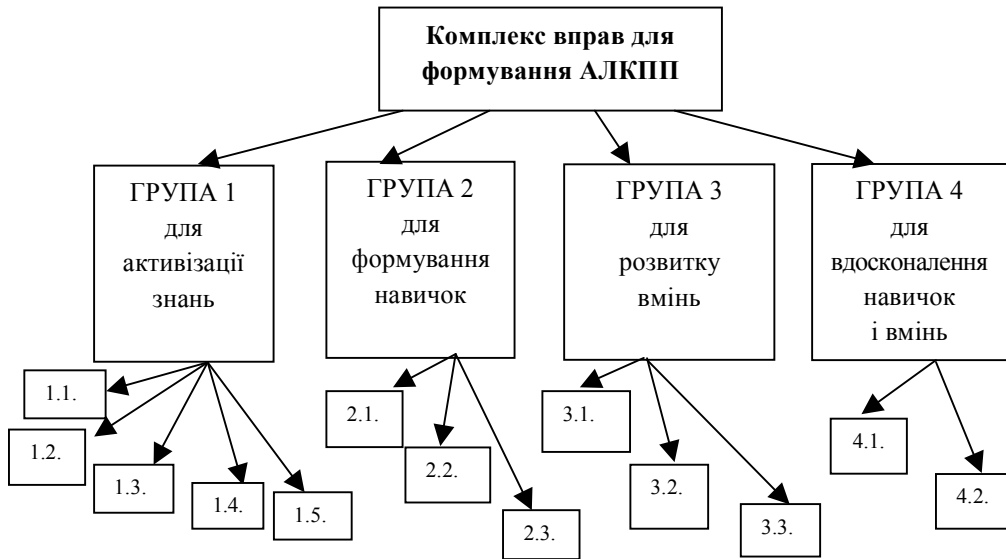 Комплекс вправ для
формування АЛКПП
ГРУПА 1
для
активізації
знань
ГРУПА 2
для
формування
навичок
ГРУПА 3
для
розвитку
вмінь
ГРУПА 4
для
вдосконалення
навичок
і вмінь
1.1.
1.2.
1.3.
1.4.
1.5.
2.1.
2.2.
2.3.
3.1.
3.2.
3.3.
4.1.
4.2.